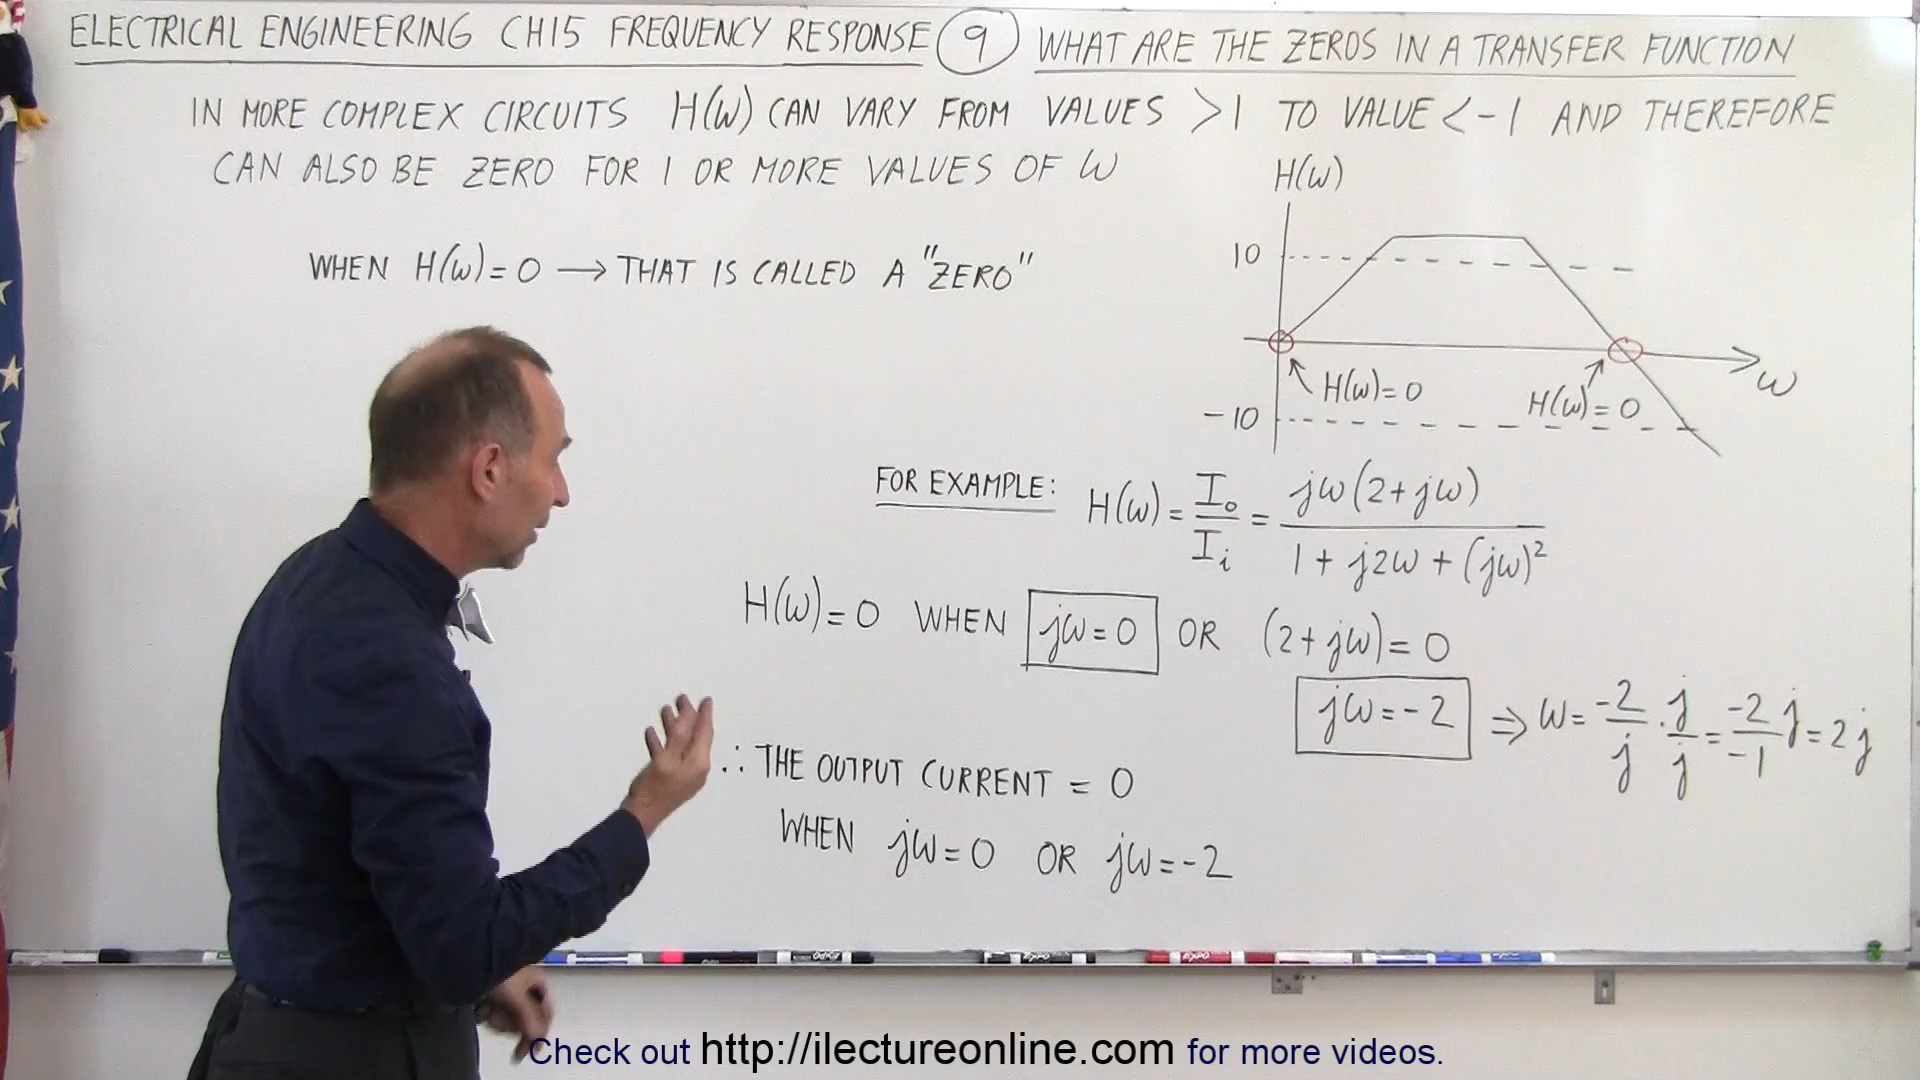 ELECTRICAL ENGINEERING CH15 FREQUENCY RESPONSE 9 WHAT ARE THE ZEROS IN A TRANSFER FUNCTION
IN MORE COMPLEX CIRCUITS H(ω) CAN VARY FROM VALUES >1 TO VALUE <-1 AND THEREFORE
CAN ALSO BE ZERO FOR 1 OR MORE VALUES OF ω
H(ω)
10
WHEN H(ω)=0 → THAT IS CALLED A "ZERO"
ω
H(ω)=0 H(ω)=0
-10
FOR EXAMPLE: H(ω) = I₀/Iᵢ = jω(2+jω)/(1+j2ω+(jω)²)
H(ω)=0 WHEN jω=0 OR (2+jω)=0
jω=-2 ⇒ ω = -2/j · j/j = -2/-1 j = 2j
∴ THE OUTPUT CURRENT = 0
WHEN jω=0 OR jω=-2
EXPO EXPO EXPO
Check out http://ilectureonline.com for more videos.